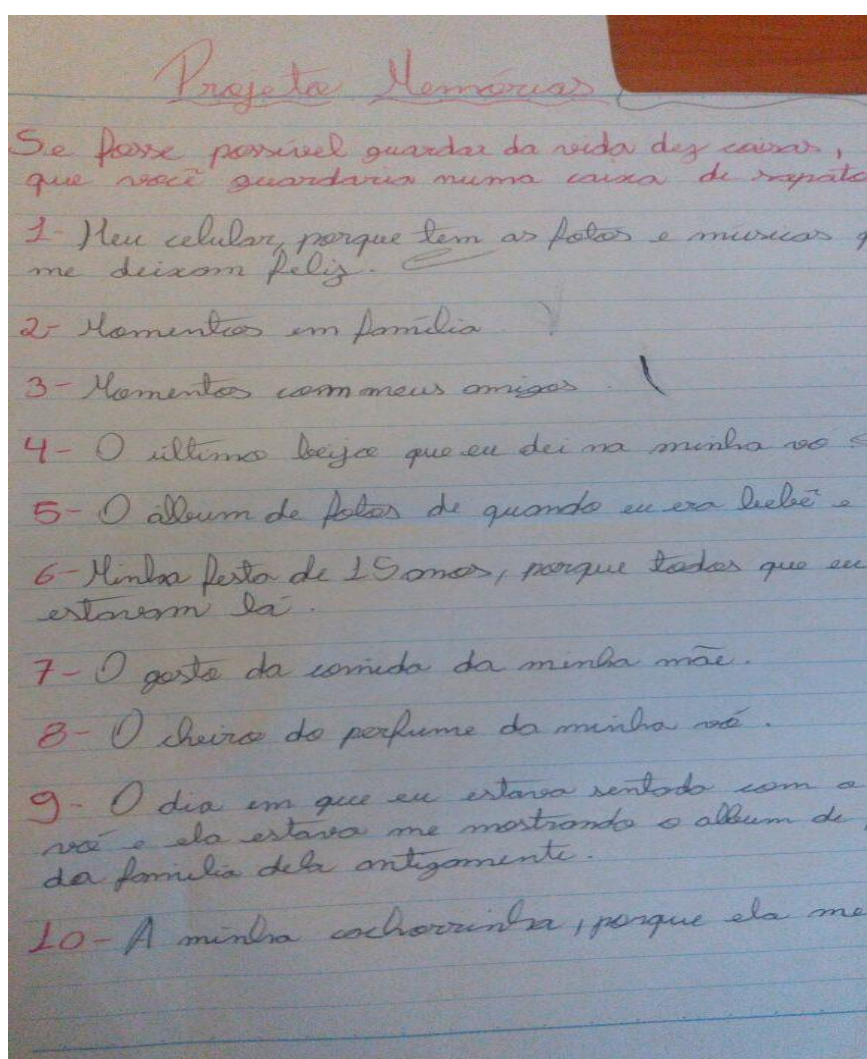 Projeto Memórias
Se fosse possível guardar da vida dez coisas,
que você guardaria numa caixa de sapato
1- Meu celular, porque tem as fotos e musicas q
me deixam feliz.
2- Momentos em família
3- Momentos com meus amigos.
4- O último beijo que eu dei na minha vó
5- O álbum de fotos de quando eu era bebê e
6- Minha festa de 15 anos, porque todos que eu
estavam lá.
7- O gosto da comida da minha mãe.
8- O cheiro do perfume da minha vó.
9- O dia em que eu estava sentada com a
vó e ela estava me mostrando o album de
da familia dela antigamente.
10- A minha cachorrinha, porque ela me